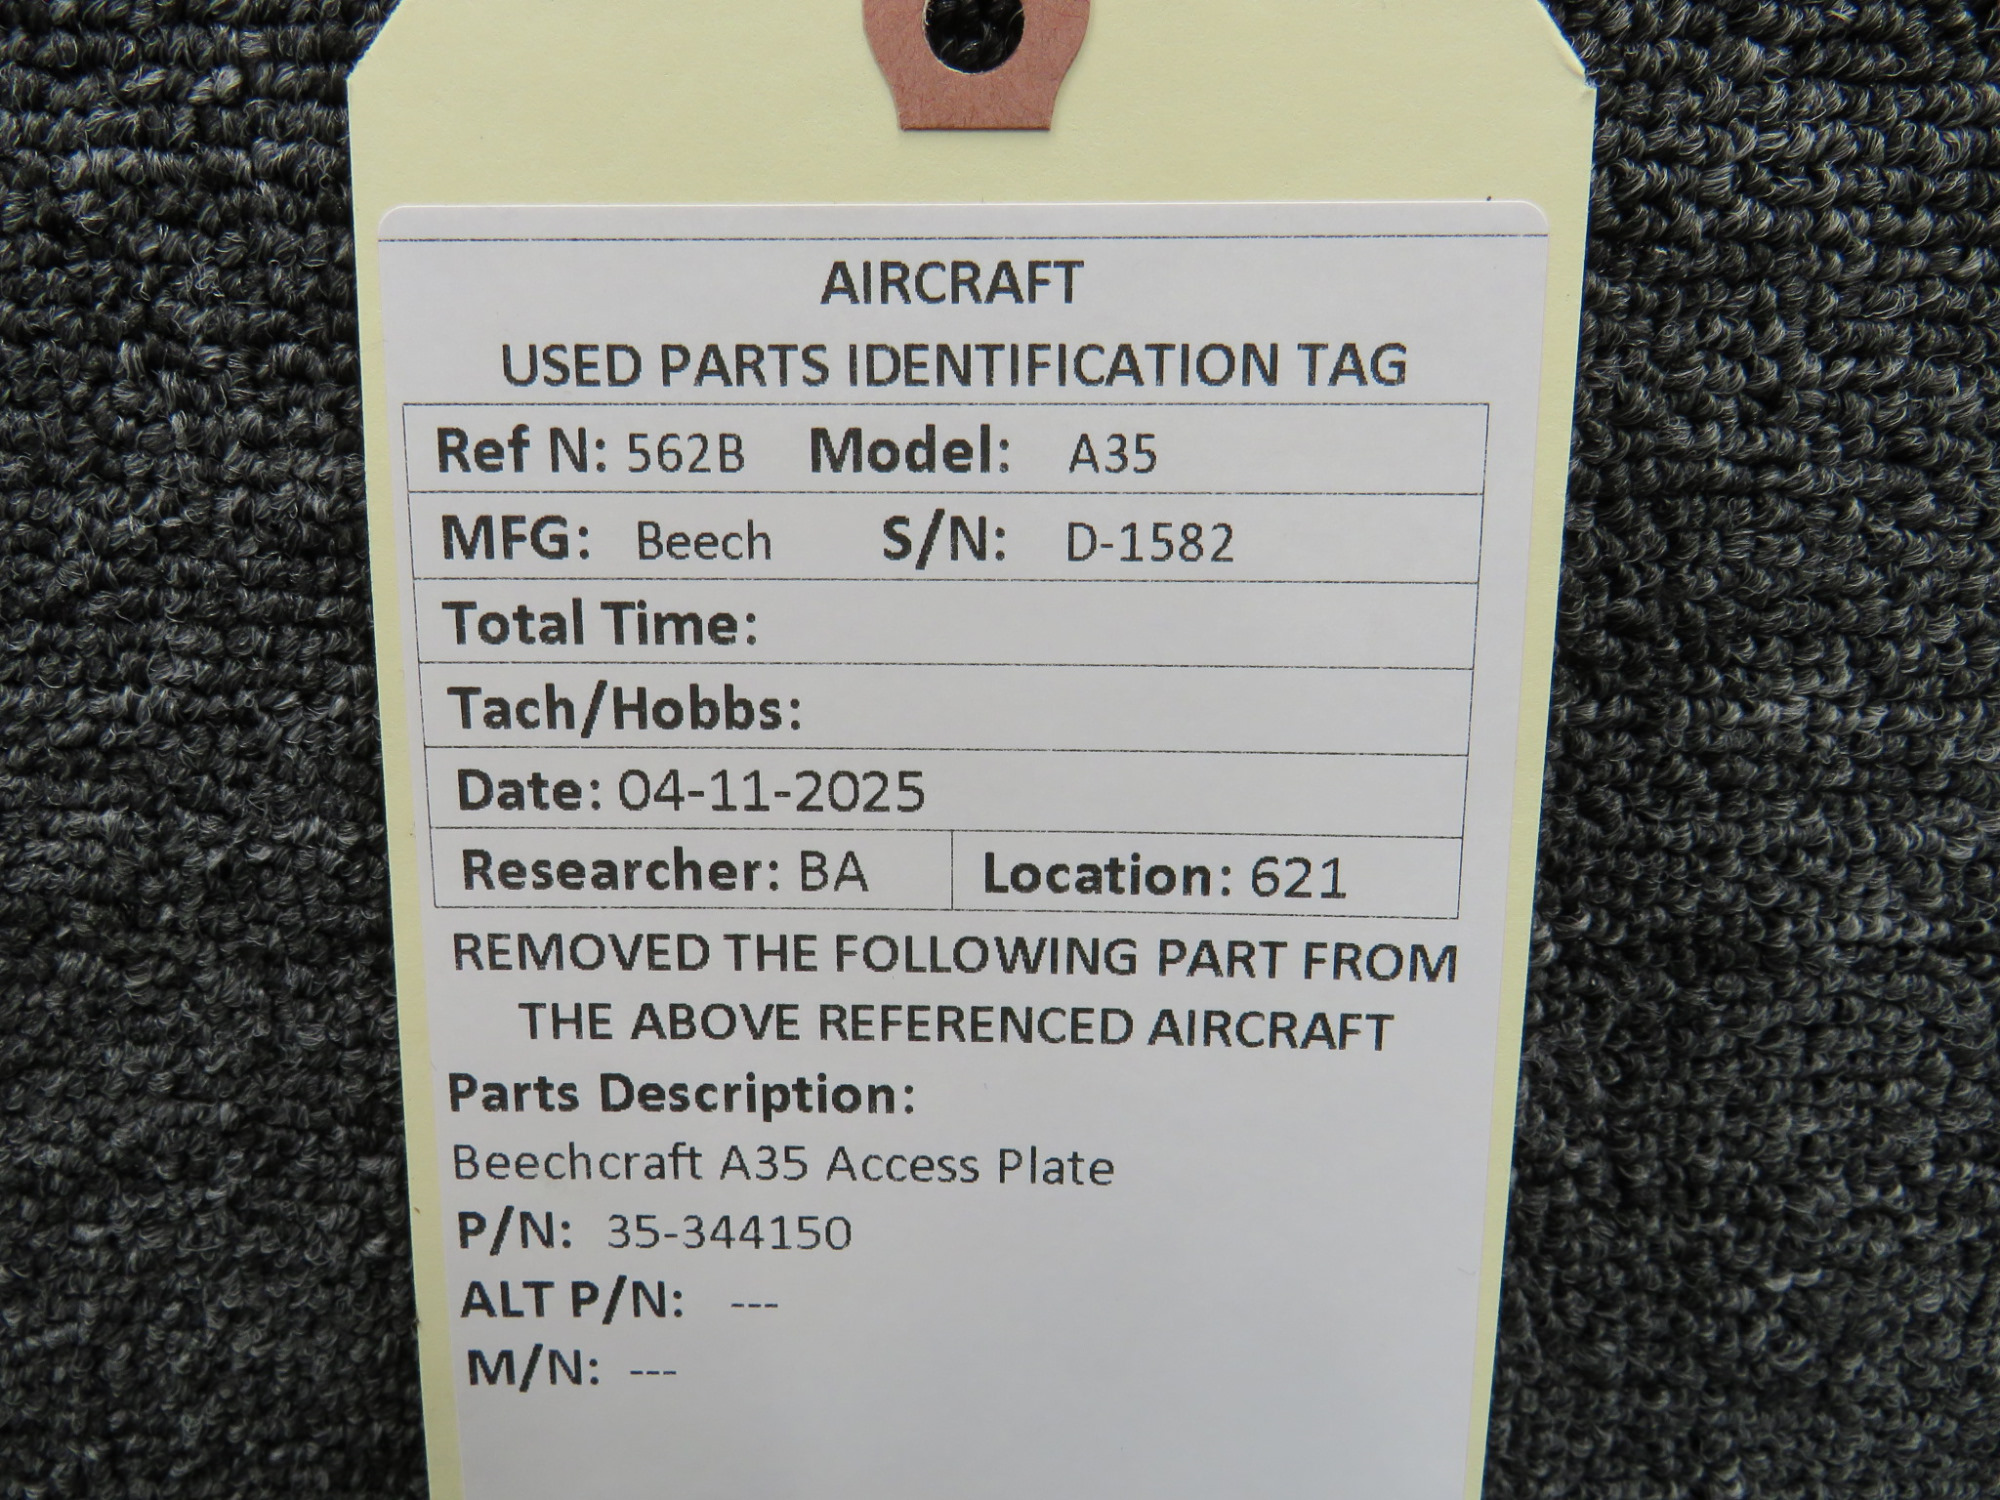 AIRCRAFT
USED PARTS IDENTIFICATION TAG
Ref N: 562B Model: A35
MFG: Beech S/N: D-1582
Total Time:
Tach/Hobbs:
Date: 04-11-2025
Researcher: BA Location: 621
REMOVED THE FOLLOWING PART FROM
THE ABOVE REFERENCED AIRCRAFT
Parts Description:
Beechcraft A35 Access Plate
P/N: 35-344150
ALT P/N: ---
M/N: ---